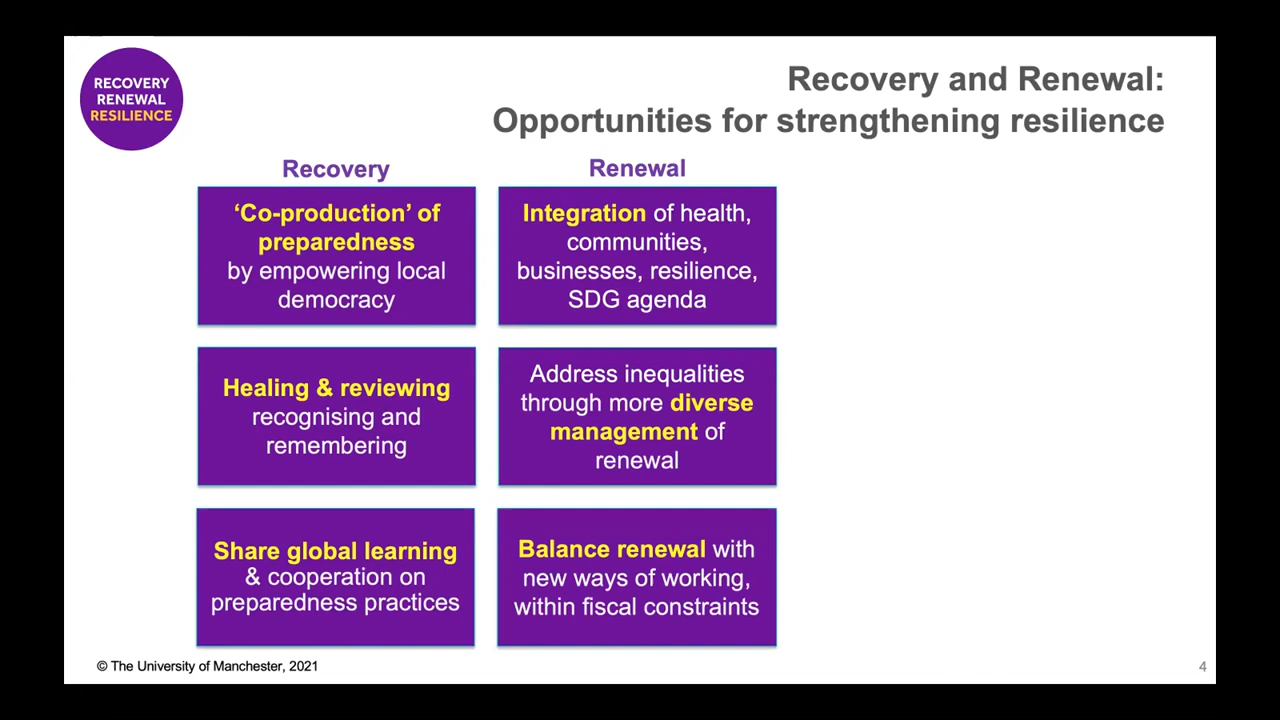 RECOVERY
RENEWAL
RESILIENCE
Recovery and Renewal:
Opportunities for strengthening resilience
Recovery
‘Co-production’ of
preparedness
by empowering local
democracy
Healing & reviewing
recognising and
remembering
Share global learning
& cooperation on
preparedness practices
Renewal
Integration of health,
communities,
businesses, resilience,
SDG agenda
Address inequalities
through more diverse
management of
renewal
Balance renewal with
new ways of working,
within fiscal constraints
© The University of Manchester, 2021
4